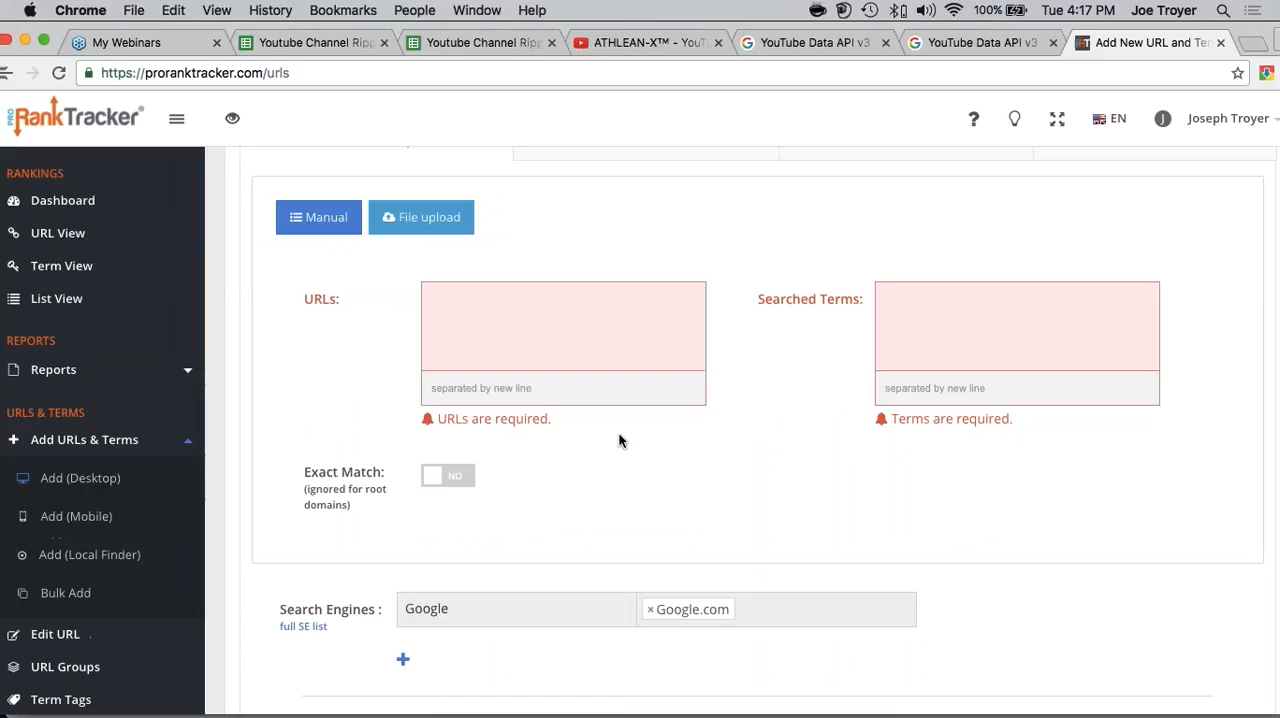 Chrome File Edit View History Bookmarks People Window Help 100% Tue 4:17 PM Joe Troyer
My Webinars × Youtube Channel Ripp × Youtube Channel Ripp × ATHLEAN-X™ - YouT × YouTube Data API v3 × YouTube Data API v3 × Add New URL and Ter ×
https://proranktracker.com/urls
PRO RankTracker ? EN J Joseph Troyer
RANKINGS
Dashboard
URL View
Term View
List View
REPORTS
Reports
URLS & TERMS
Add URLs & Terms
Add (Desktop)
Add (Mobile)
Add (Local Finder)
Bulk Add
Edit URL
URL Groups
Term Tags
Manual File upload
URLs: Searched Terms:
separated by new line separated by new line
URLs are required. Terms are required.
Exact Match: NO
(ignored for root
domains)
Search Engines : Google × Google.com
full SE list